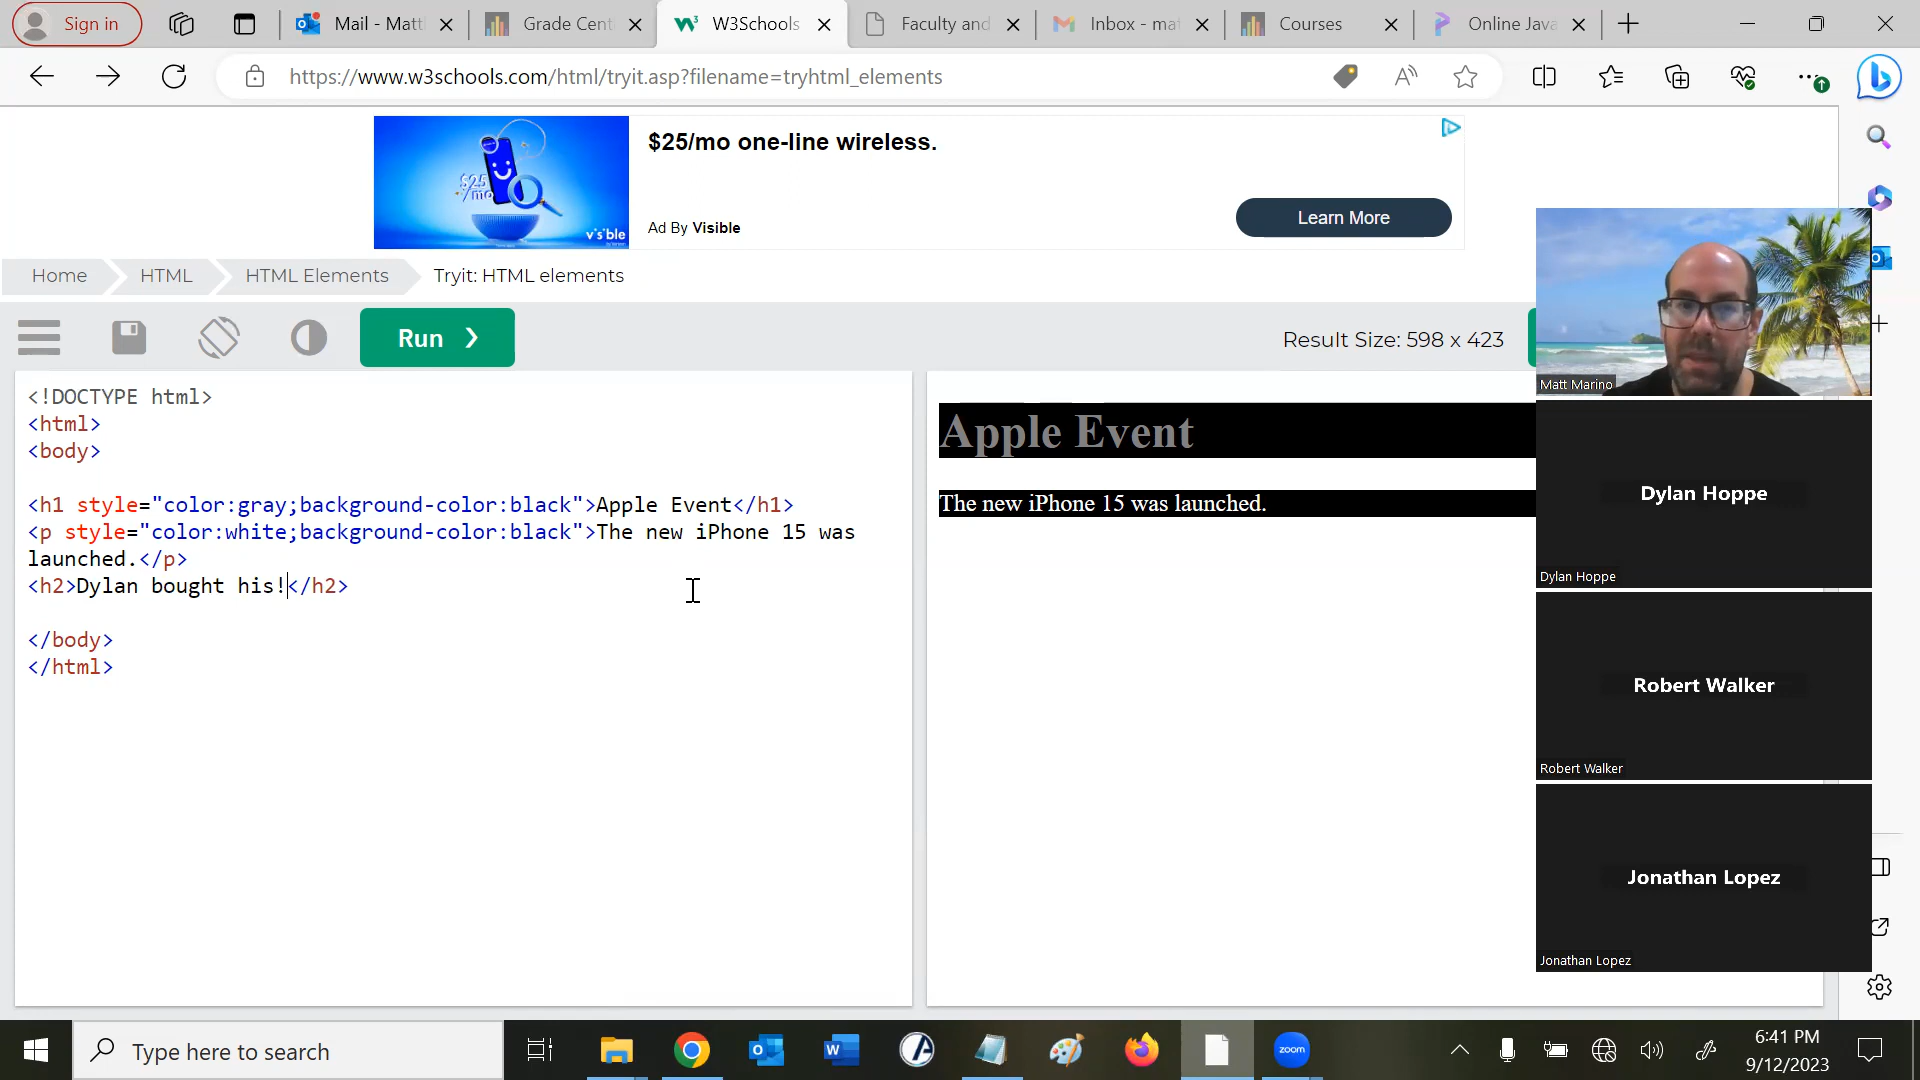 Sign in
Mail - Matt
Grade Cent
W3Schools
Faculty and
Inbox - mat
Courses
Online Java
https://www.w3schools.com/html/tryit.asp?filename=tryhtml_elements
$25/mo one-line wireless.
$25
/mo
visible
Ad By Visible
Learn More
Home
HTML
HTML Elements
Tryit: HTML elements
Run ❯
Result Size: 598 x 423
<!DOCTYPE html>
<html>
<body>
<h1 style="color:gray;background-color:black">Apple Event</h1>
<p style="color:white;background-color:black">The new iPhone 15 was
launched.</p>
<h2>Dylan bought his!</h2>
</body>
</html>
Apple Event
The new iPhone 15 was launched.
Matt Marino
Dylan Hoppe
Dylan Hoppe
Robert Walker
Robert Walker
Jonathan Lopez
Jonathan Lopez
Type here to search
zoom
6:41 PM
9/12/2023